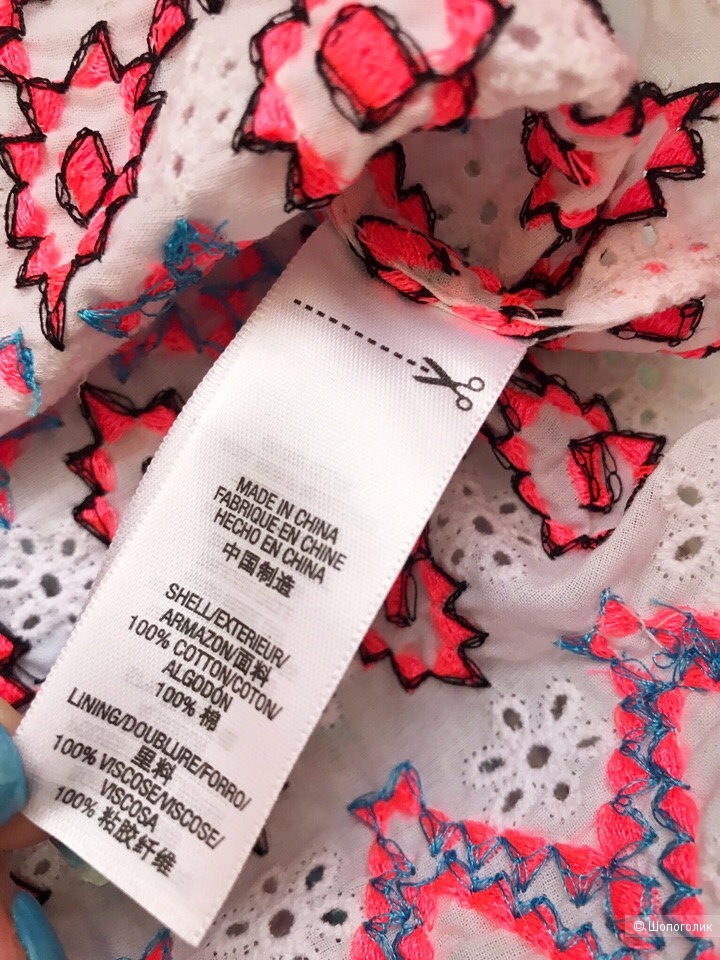 MADE IN CHINA
FABRIQUE EN CHINE
HECHO EN CHINA
中国制造
SHELL/EXTERIEUR/
ARMAZON/面料
100% COTTON/COTON/
ALGODÓN
100% 棉
LINING/DOUBLURE/FORRO/
里料
100% VISCOSE/VISCOSE/
VISCOSA
100% 粘胶纤维
© Шопоголик